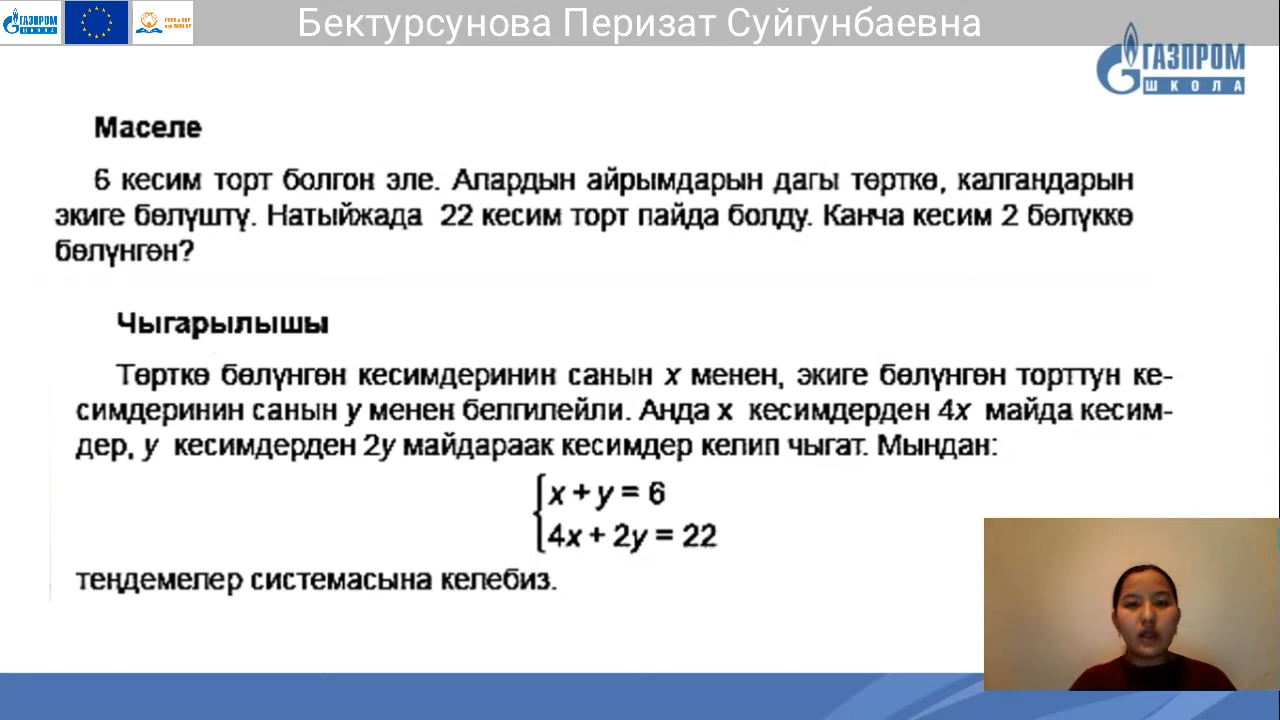 Бектурсунова Перизат Суйгунбаевна
ГАЗПРОМ
ШКОЛА
ГАЗПРОМ
ШКОЛА
Маселе
6 кесим торт болгон эле. Алардын айрымдарын дагы төрткө, калгандарын
экиге бөлүштү. Натыйжада 22 кесим торт пайда болду. Канча кесим 2 бөлүккө
бөлүнгөн?
Чыгарылышы
Төрткө бөлүнгөн кесимдеринин санын x менен, экиге бөлүнгөн торттун ке-
симдеринин санын y менен белгилейли. Анда x кесимдерден 4x майда кесим-
дер, y кесимдерден 2y майдараак кесимдер келип чыгат. Мындан:
x + y = 6
4x + 2y = 22
теңдемелер системасына келебиз.